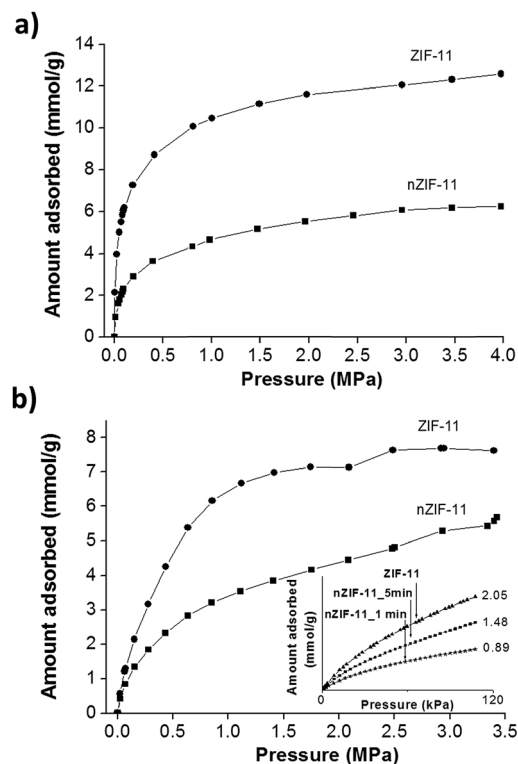 a)
14
12
10
8
6
4
2
0
Amount adsorbed (mmol/g)
ZIF-11
nZIF-11
0.0 0.5 1.0 1.5 2.0 2.5 3.0 3.5 4.0
Pressure (MPa)
b)
8
7
6
5
4
3
2
1
0
Amount adsorbed (mmol/g)
ZIF-11
nZIF-11
Amount adsorbed
(mmol/g)
ZIF-11
nZIF-11_5min
nZIF-11_1 min
2.05
1.48
0.89
0 120
Pressure (kPa)
0.0 0.5 1.0 1.5 2.0 2.5 3.0 3.5
Pressure (MPa)